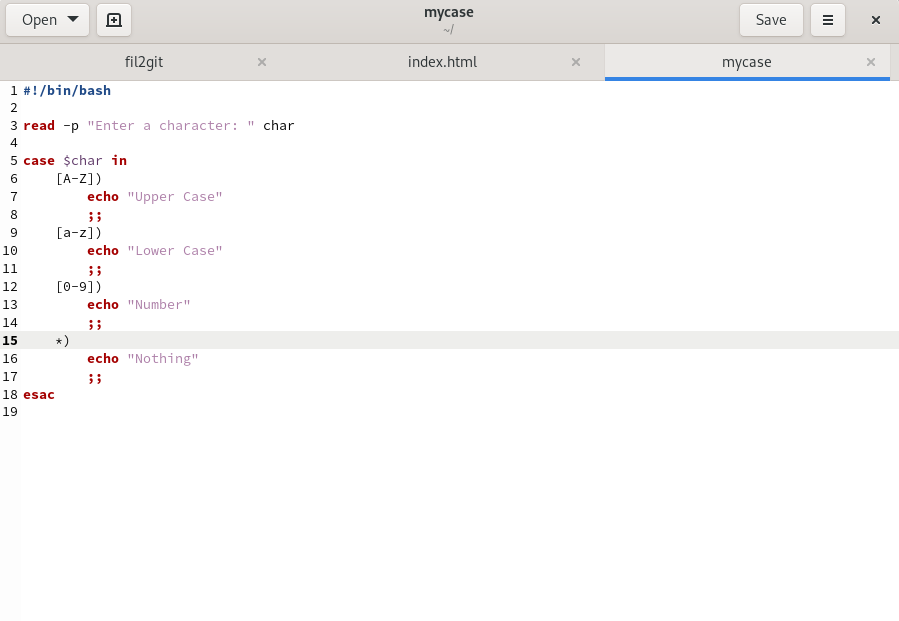 Open
mycase
~/
Save
fil2git
index.html
mycase
1 #!/bin/bash
2
3 read -p "Enter a character: " char
4
5 case $char in
6     [A-Z])
7         echo "Upper Case"
8         ;;
9     [a-z])
10         echo "Lower Case"
11         ;;
12     [0-9])
13         echo "Number"
14         ;;
15     *)
16         echo "Nothing"
17         ;;
18 esac
19